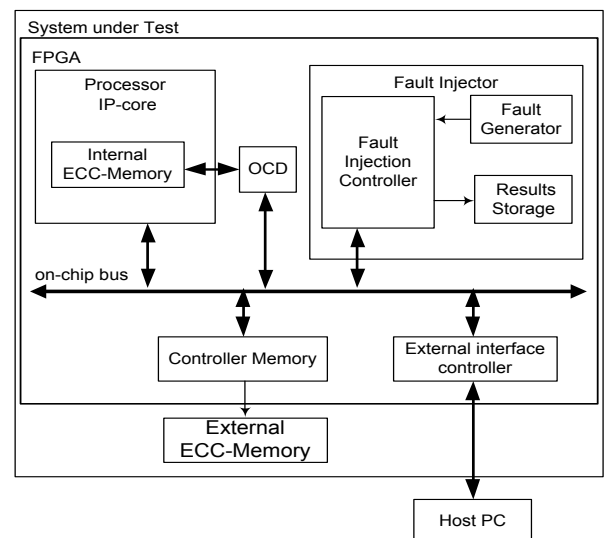 System under Test
FPGA
Processor
IP-core
Internal
ECC-Memory
OCD
Fault Injector
Fault
Injection
Controller
Fault
Generator
Results
Storage
on-chip bus
Controller Memory
External interface
controller
External
ECC-Memory
Host PC